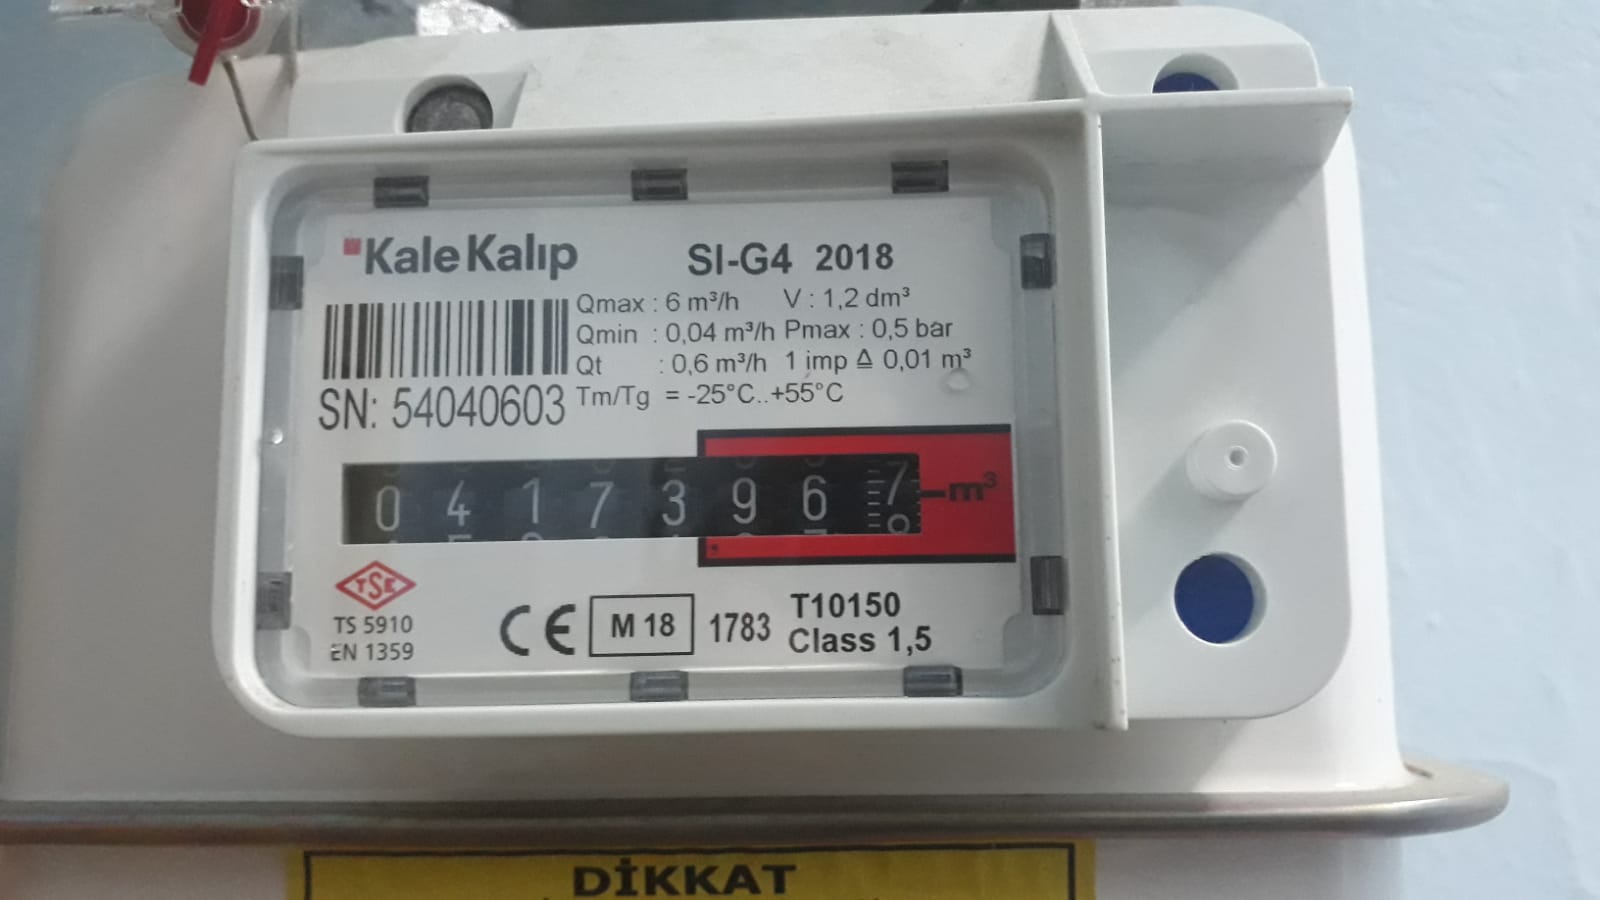 KaleKalıp SI-G4 2018
Qmax : 6 m³/h V : 1,2 dm³
Qmin : 0,04 m³/h Pmax : 0,5 bar
Qt : 0,6 m³/h 1 imp ≙ 0,01 m³
Tm/Tg = -25°C..+55°C
SN: 54040603
0 4 1 7 3 9 6 7 m³
,
TSE
TS 5910
EN 1359
CE M 18 1783
T10150
Class 1,5
DİKKAT